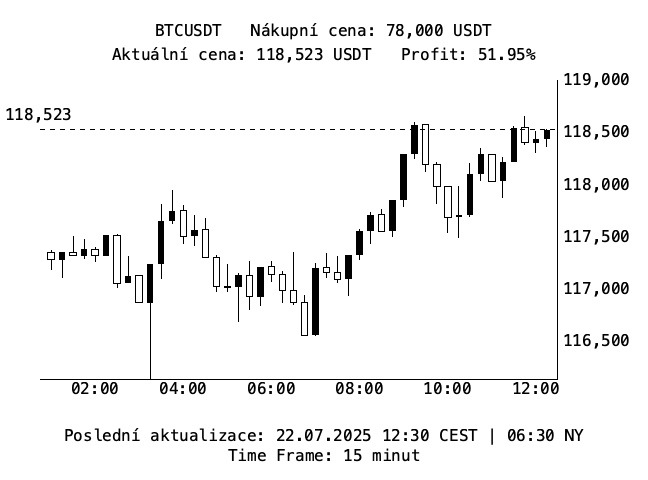 BTCUSDT Nákupní cena: 78,000 USDT
Aktuální cena: 118,523 USDT Profit: 51.95%
119,000
118,523
118,500
118,000
117,500
117,000
116,500
02:00 04:00 06:00 08:00 10:00 12:00
Poslední aktualizace: 22.07.2025 12:30 CEST | 06:30 NY
Time Frame: 15 minut